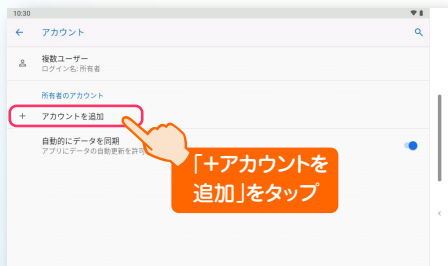 10:30
アカウント
複数ユーザー
ログイン名: 所有者
所有者のアカウント
+ アカウントを追加
自動的にデータを同期
アプリにデータの自動更新を許可
「+アカウントを
追加」をタップ